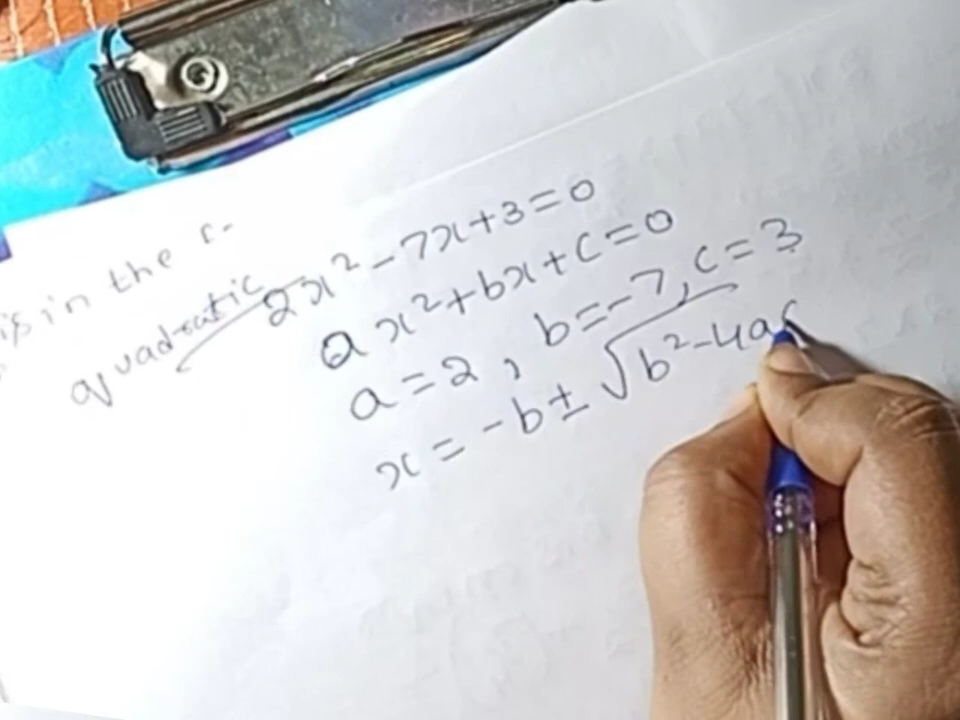 is in the
quadratic
2x² - 7x + 3 = 0
ax² + bx + c = 0
a = 2, b = -7, c = 3
x = -b ± √b² - 4ac